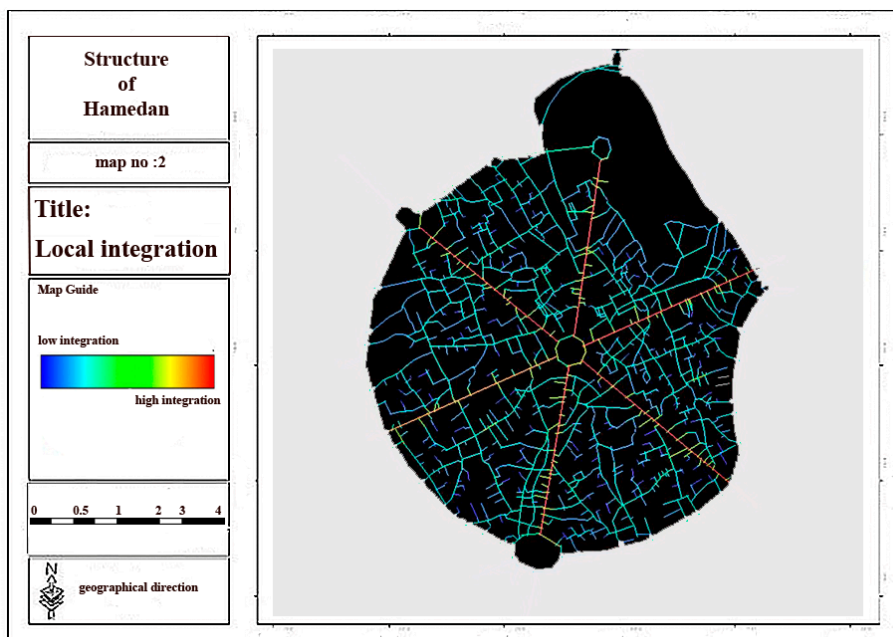 Structure
of
Hamedan
map no :2
Title:
Local integration
Map Guide
low integration
high integration
0 0.5 1 2 3 4
N
geographical direction